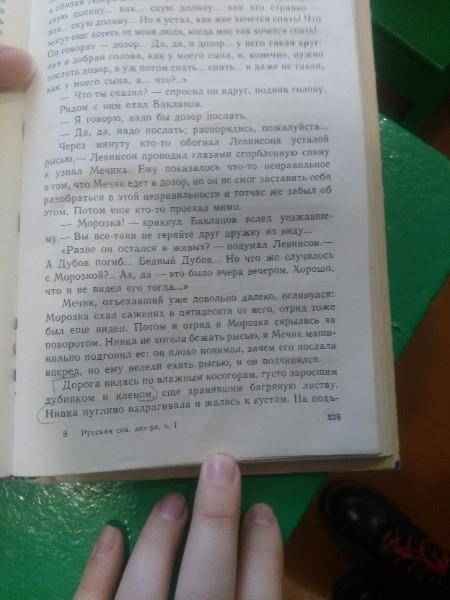 я обязан генера
скую долину... вак... скую долину... как это странно —
вак... скую долину... Но я устал, как мне хочется спать! Что
могут еще хотеть от меня люди, когда мне так хочется спать!..
Он говорит — дозор... Да, да, и дозор... у него такая круг-
лая и добрая голова, как у моего сына, и, конечно, нужно
послать дозор, а уж потом спать... спать... и даже не такая,
как у моего сына, а... что?..»
— Что ты сказал? — спросил он вдруг, подняв голову.
Рядом с ним ехал Бакланов.
— Я говорю, надо бы дозор послать.
— Да, да, надо послать; распорядись, пожалуйста...
Через минуту кто-то обогнал Левинсона усталой
рысью,— Левинсон проводил глазами сгорбленную спину
и узнал Мечика. Ему показалось что-то неправильное
в том, что Мечик едет в дозор, но он не смог заставить себя
разобраться в этой неправильности и тотчас же забыл об
этом. Потом еще кто-то проехал мимо.
— Морозка! — крикнул Бакланов вслед уезжавше-
му.— Вы все-таки не теряйте друг дружку из виду...
«Разве он остался в живых? — подумал Левинсон.—
А Дубов погиб... Бедный Дубов... Но что же случилось
с Морозкой?.. Ах, да — это было вчера вечером. Хорошо,
что я не видел его тогда...»
Мечик, отъехавший уже довольно далеко, оглянулся:
Морозка ехал саженях в пятидесяти от него, отряд тоже
был еще виден. Потом и отряд и Морозка скрылись за
поворотом. Нивка не хотела бежать рысью, и Мечик маши-
нально подгонял ее: он плохо понимал, зачем его послали
вперед, но ему велели ехать рысью, и он подчинялся.
Дорога вилась по влажным косогорам, густо заросшим
дубняком и кленом, еще хранившим багряную листву.
Нивка пугливо вздрагивала и жалась к кустам. На подъ-
8 Русская сов. лит-ра, ч. I
225